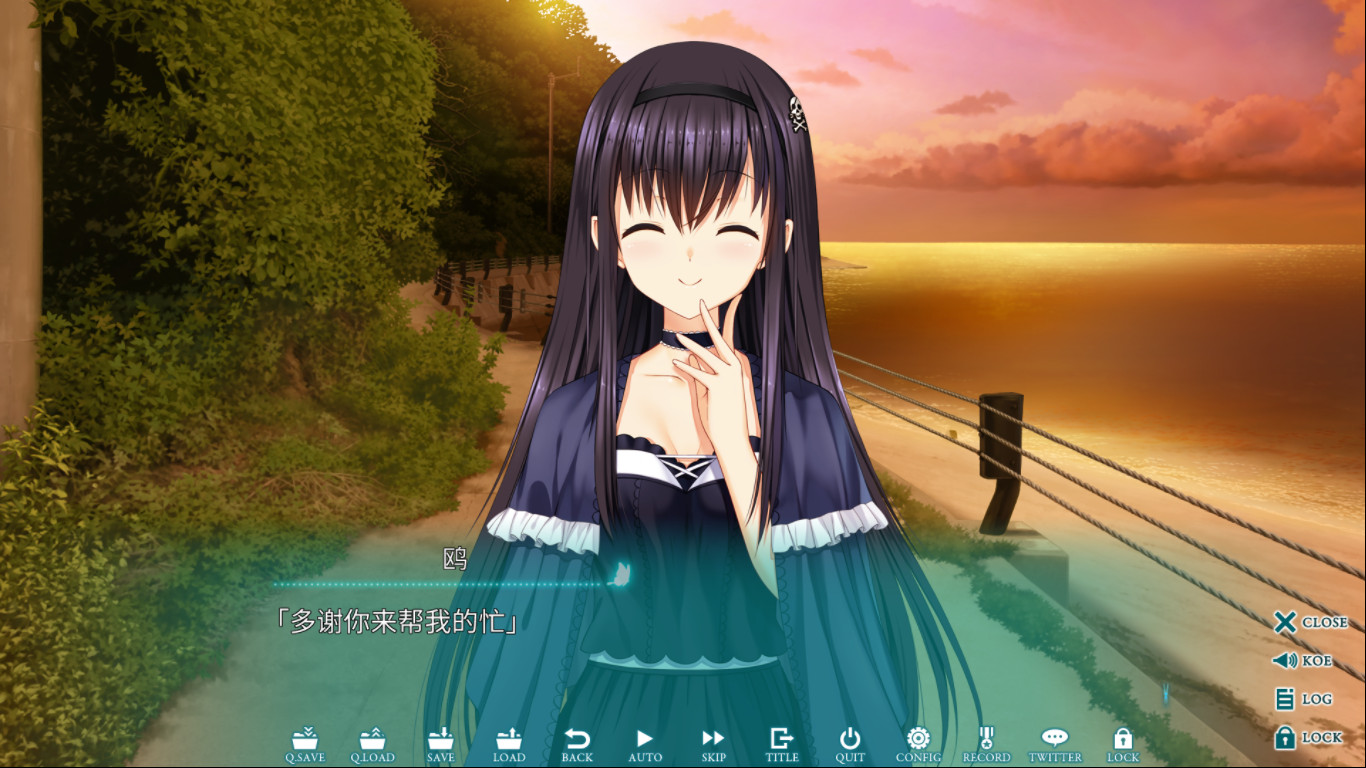 鸥
「多谢你来帮我的忙」
CLOSE
KOE
LOG
LOCK
Q.SAVE Q.LOAD SAVE LOAD BACK AUTO SKIP TITLE QUIT CONFIG RECORD TWITTER LOCK